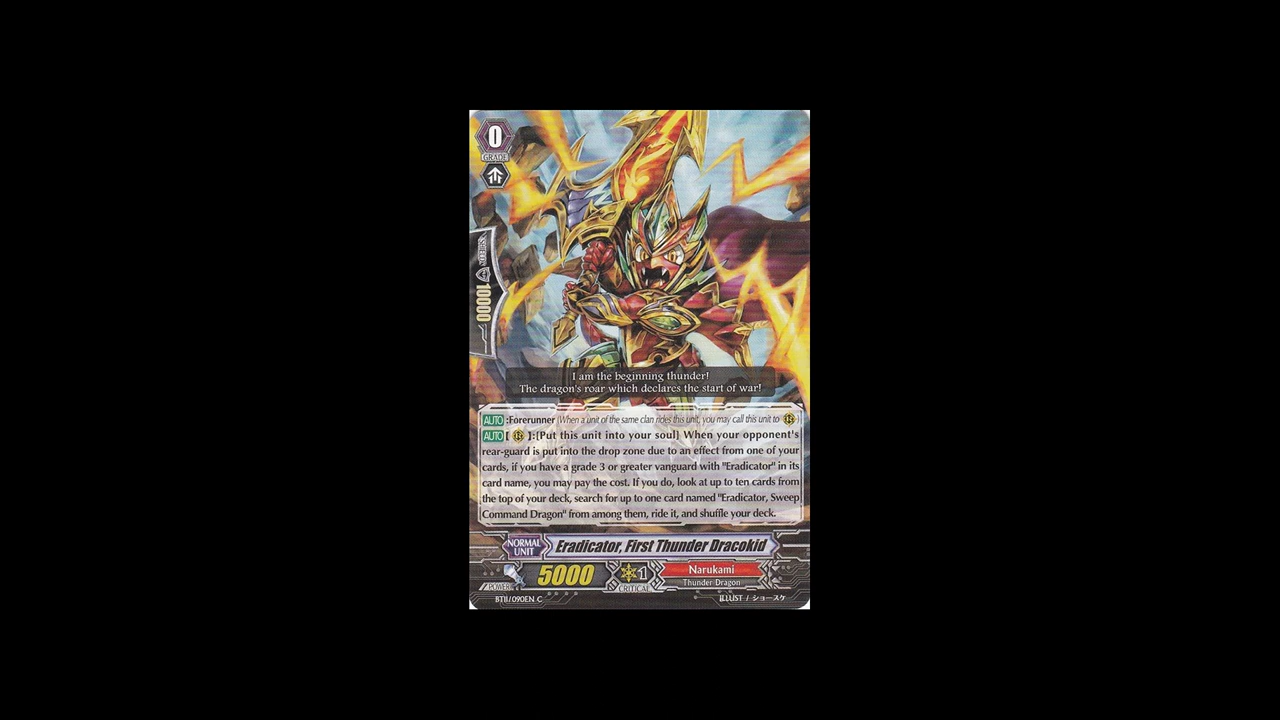 0
GRADE
SHIELD 10000
I am the beginning thunder!
The dragon's roar which declares the start of war!
AUTO :Forerunner (When a unit of the same clan rides this unit, you may call this unit to RC)
AUTO [ RC ]:[Put this unit into your soul] When your opponent's
rear-guard is put into the drop zone due to an effect from one of your
cards, if you have a grade 3 or greater vanguard with "Eradicator" in its
card name, you may pay the cost. If you do, look at up to ten cards from
the top of your deck, search for up to one card named "Eradicator, Sweep
Command Dragon" from among them, ride it, and shuffle your deck.
NORMAL
UNIT
Eradicator, First Thunder Dracokid
POWER 5000
1
CRITICAL
Narukami
Thunder Dragon
BT11/090EN C
ILLUST / ショースケ